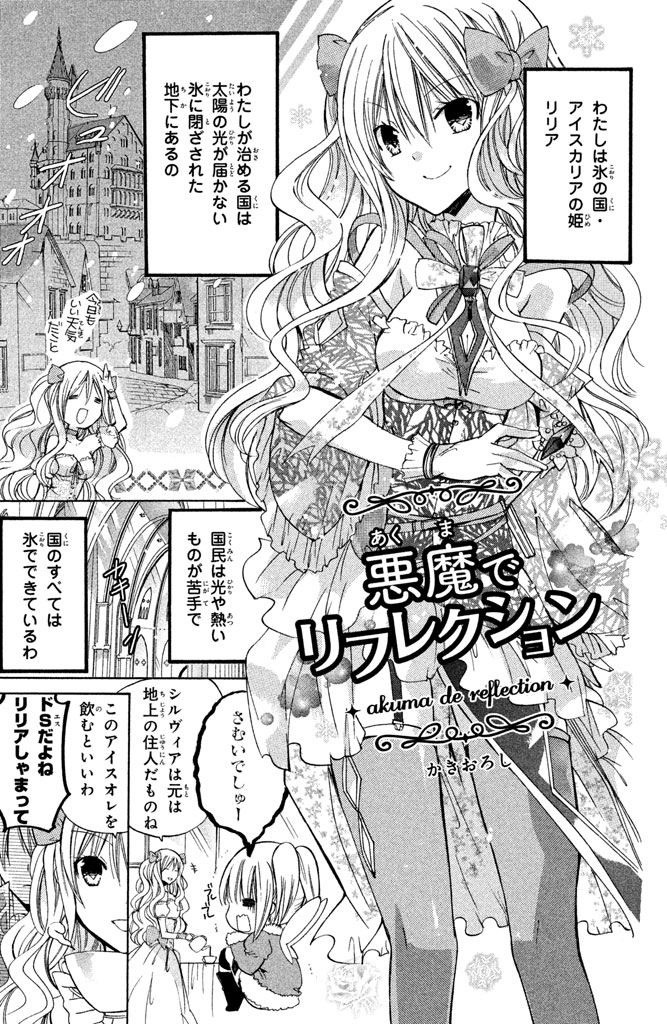 わたしは氷の国・
アイスカリアの姫
リリア
わたしが治める国は
太陽の光が届かない
氷に閉ざされた
地下にあるの
ビュオオオオ
今日も
いい天気
悪魔で
リフレクション
akuma de reflection
かきおろし
国民は光や熱い
ものが苦手で
国のすべては
氷でできているわ
さむいでしゅー
シルヴィアは元は
地上の住人だものね
このアイスオレを
飲むといいわ
ドSだよね
リリアしゃまって